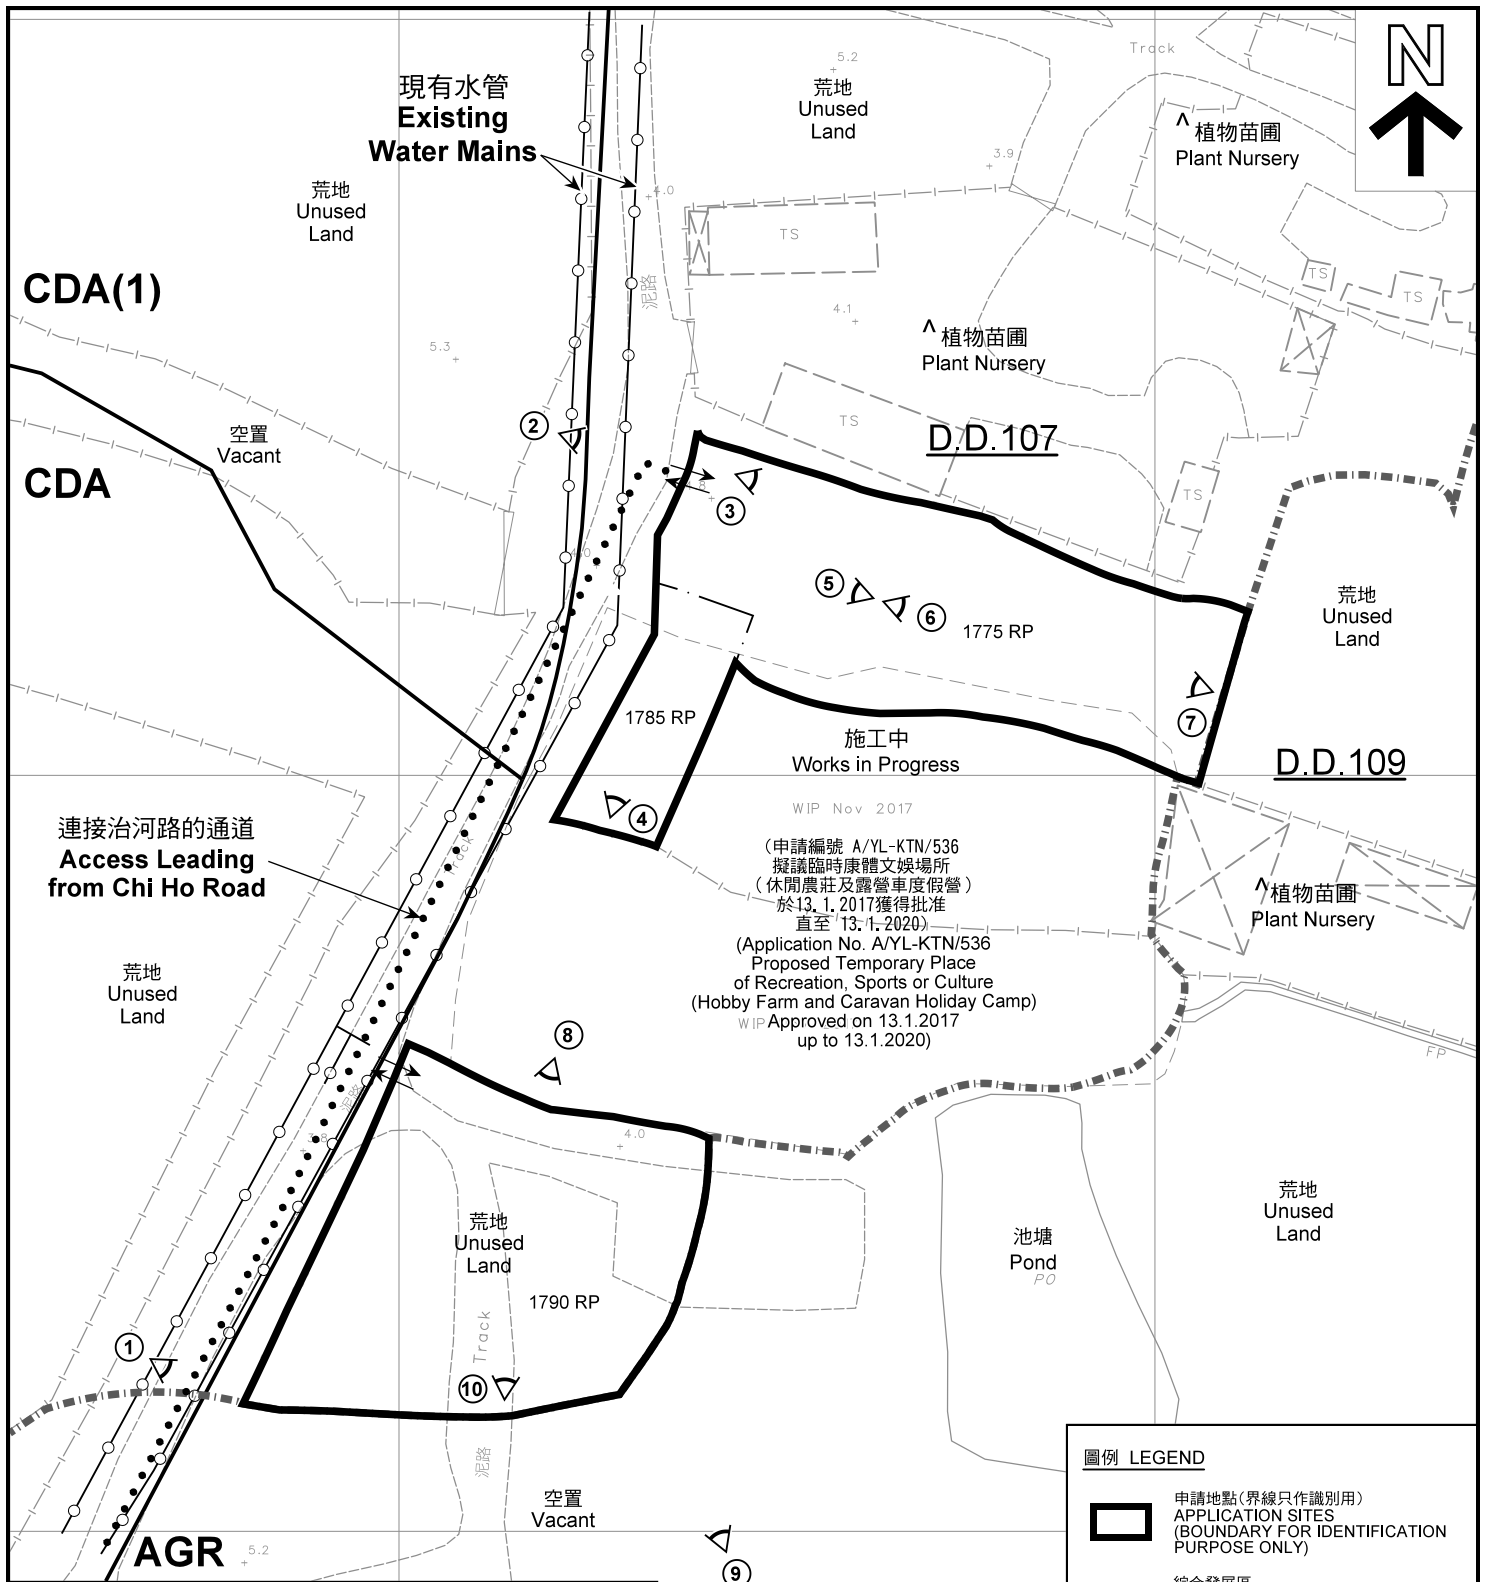 N
Track
5.2
荒地
Unused
Land
現有水管
Existing
Water Mains
^ 植物苗圃
Plant Nursery
3.9
4.0
荒地
Unused
Land
TS
泥路
TS
TS
CDA(1)
4.1
^ 植物苗圃
Plant Nursery
5.3
空置
Vacant
CDA
2
TS
D.D.107
TS
3
4.0
5
6
1775 RP
荒地
Unused
Land
7
1785 RP
施工中
Works in Progress
D.D.109
4
WIP Nov 2017
連接治河路的通道
Access Leading
from Chi Ho Road
Track
(申請編號 A/YL-KTN/536
擬議臨時康體文娛場所
(休閒農莊及露營車度假營)
於13.1.2017獲得批准
直至 13.1.2020)
(Application No. A/YL-KTN/536
Proposed Temporary Place
of Recreation, Sports or Culture
(Hobby Farm and Caravan Holiday Camp)
WIP
Approved on 13.1.2017
up to 13.1.2020)
^ 植物苗圃
Plant Nursery
荒地
Unused
Land
8
FP
泥路
3.8
4.0
荒地
Unused
Land
1790 RP
Track
池塘
Pond
PO
荒地
Unused
Land
1
10
泥路
空置
Vacant
AGR
5.2
9
圖例 LEGEND
申請地點(界線只作識別用)
APPLICATION SITES
(BOUNDARY FOR IDENTIFICATION
PURPOSE ONLY)